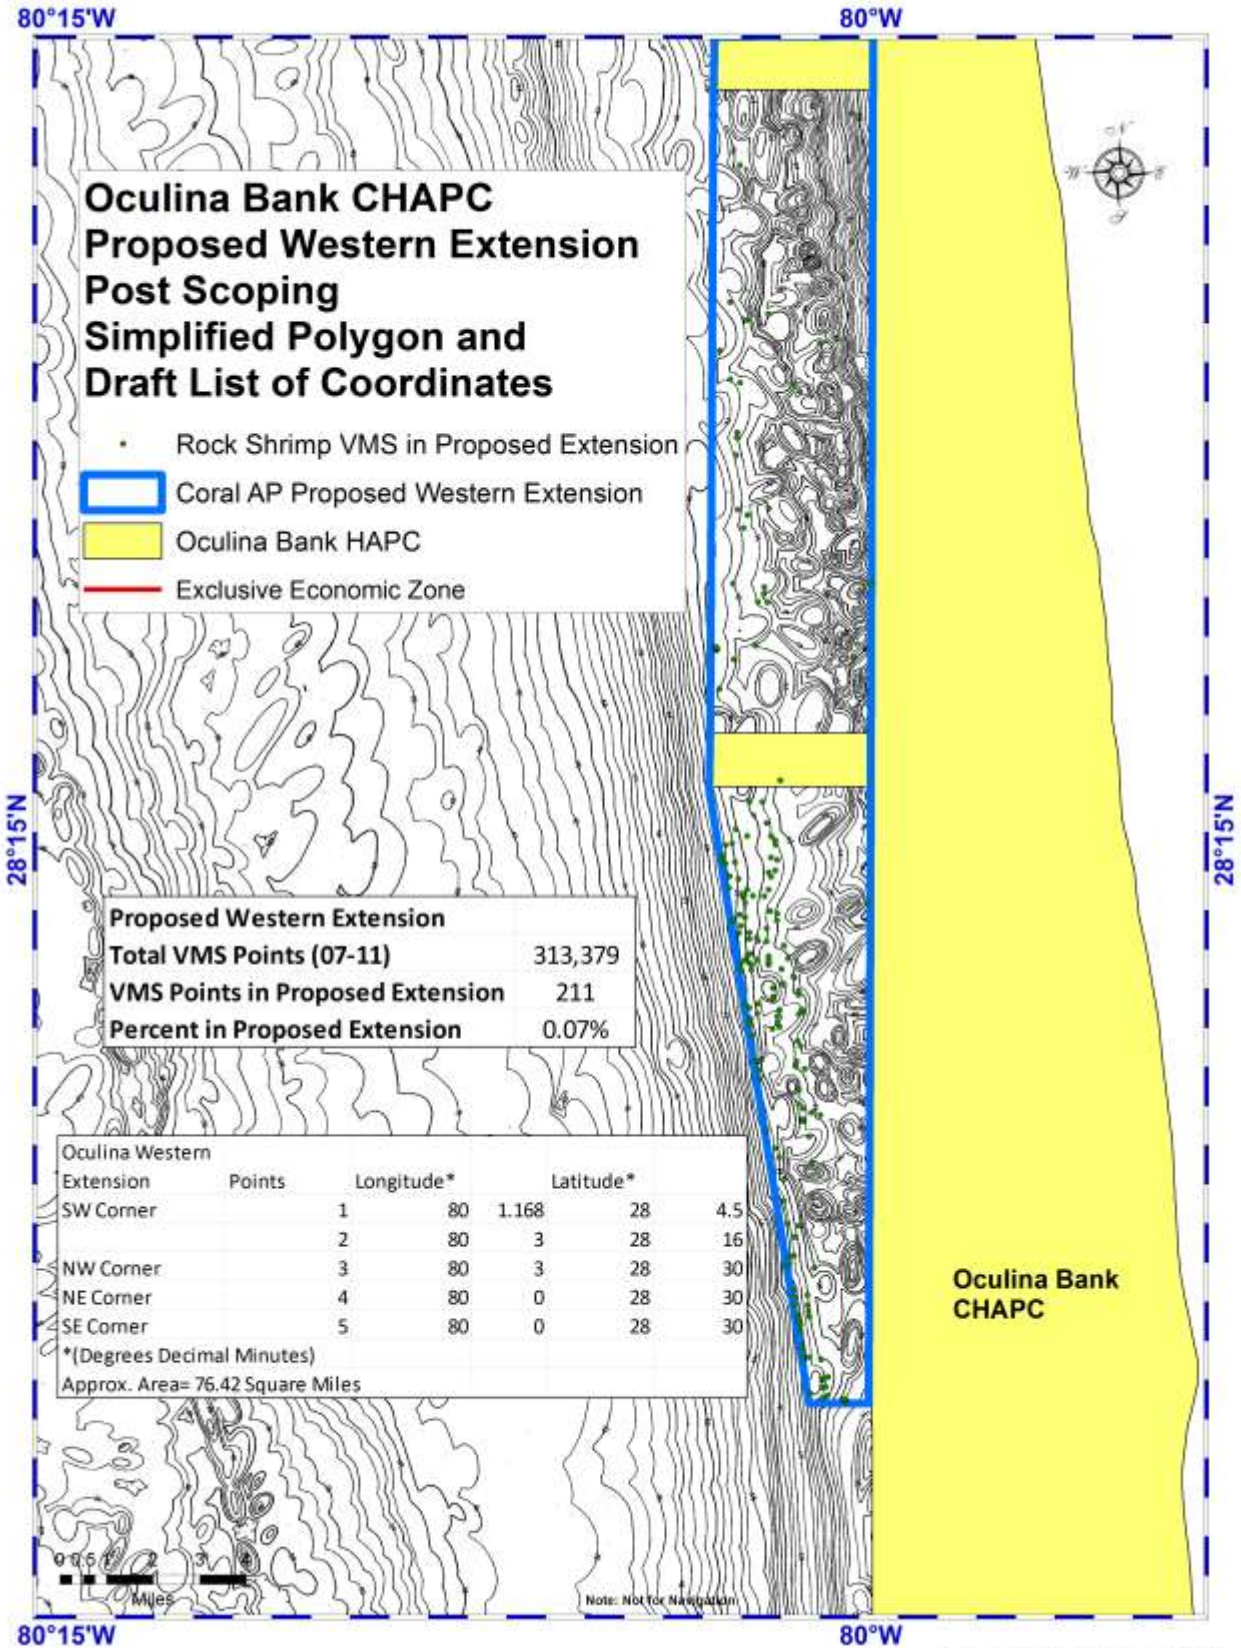 80°15'W 80°W
N
W E
S
Oculina Bank CHAPC
Proposed Western Extension
Post Scoping
Simplified Polygon and
Draft List of Coordinates
Rock Shrimp VMS in Proposed Extension
Coral AP Proposed Western Extension
Oculina Bank HAPC
Exclusive Economic Zone
28°15'N 28°15'N
Proposed Western Extension
Total VMS Points (07-11) 313,379
VMS Points in Proposed Extension 211
Percent in Proposed Extension 0.07%
Oculina Western
Extension Points Longitude* Latitude*
SW Corner 1 80 1.168 28 4.5
2 80 3 28 16
NW Corner 3 80 3 28 30
NE Corner 4 80 0 28 30
SE Corner 5 80 0 28 30
*(Degrees Decimal Minutes)
Approx. Area= 76.42 Square Miles
Oculina Bank
CHAPC
0 0.5 1 2 3 4
Miles
Note: Not for Navigation
80°15'W 80°W